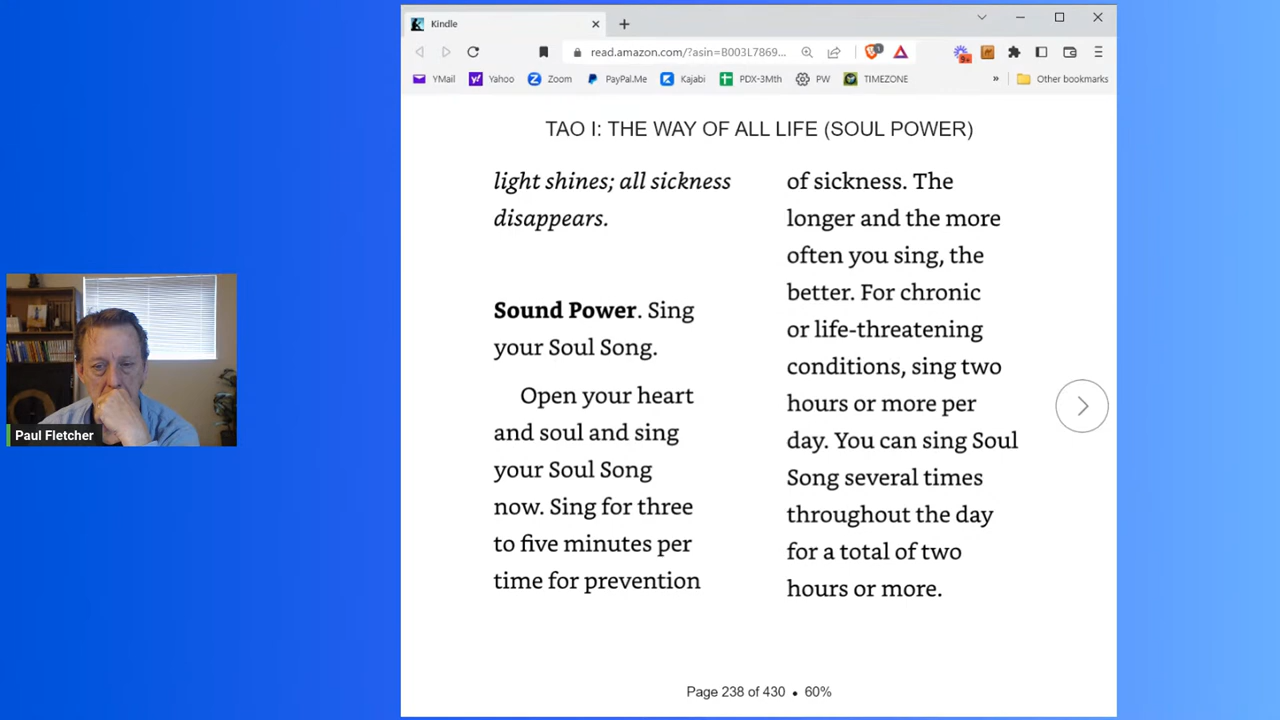 Kindle
read.amazon.com/?asin=B003L7869...
1
9+
YMail
Yahoo
Zoom
PayPal.Me
Kajabi
PDX-3Mth
PW
TIMEZONE
»
Other bookmarks
TAO I: THE WAY OF ALL LIFE (SOUL POWER)
light shines; all sickness
disappears.
Sound Power. Sing
your Soul Song.
Open your heart
and soul and sing
your Soul Song
now. Sing for three
to five minutes per
time for prevention
of sickness. The
longer and the more
often you sing, the
better. For chronic
or life-threatening
conditions, sing two
hours or more per
day. You can sing Soul
Song several times
throughout the day
for a total of two
hours or more.
Page 238 of 430 • 60%
Paul Fletcher